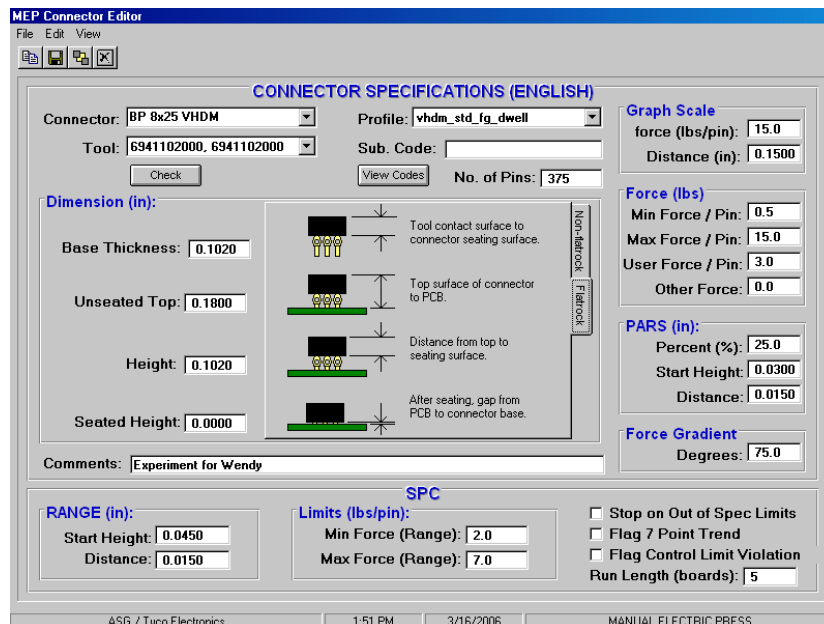 MEP Connector Editor
File Edit View
CONNECTOR SPECIFICATIONS (ENGLISH)
Connector: BP 8x25 VHDM
Profile: vhdm_std_fg_dwell
Tool: 6941102000, 6941102000
Sub. Code:
Check
View Codes
No. of Pins: 375
Graph Scale
force (lbs/pin): 15.0
Distance (in): 0.1500
Dimension (in):
Base Thickness: 0.1020
Unseated Top: 0.1800
Height: 0.1020
Seated Height: 0.0000
Tool contact surface to
connector seating surface.
Top surface of connector
to PCB.
Distance from top to
seating surface.
After seating, gap from
PCB to connector base.
Non-flatrock
Flatrock
Force (lbs)
Min Force / Pin: 0.5
Max Force / Pin: 15.0
User Force / Pin: 3.0
Other Force: 0.0
PARS (in):
Percent (%): 25.0
Start Height: 0.0300
Distance: 0.0150
Force Gradient
Degrees: 75.0
Comments: Experiment for Wendy
SPC
RANGE (in):
Start Height: 0.0450
Distance: 0.0150
Limits (lbs/pin):
Min Force (Range): 2.0
Max Force (Range): 7.0
Stop on Out of Spec Limits
Flag 7 Point Trend
Flag Control Limit Violation
Run Length (boards): 5
ASG / Tyco Electronics
1:51 PM
3/16/2006
MANUAL ELECTRIC PRESS